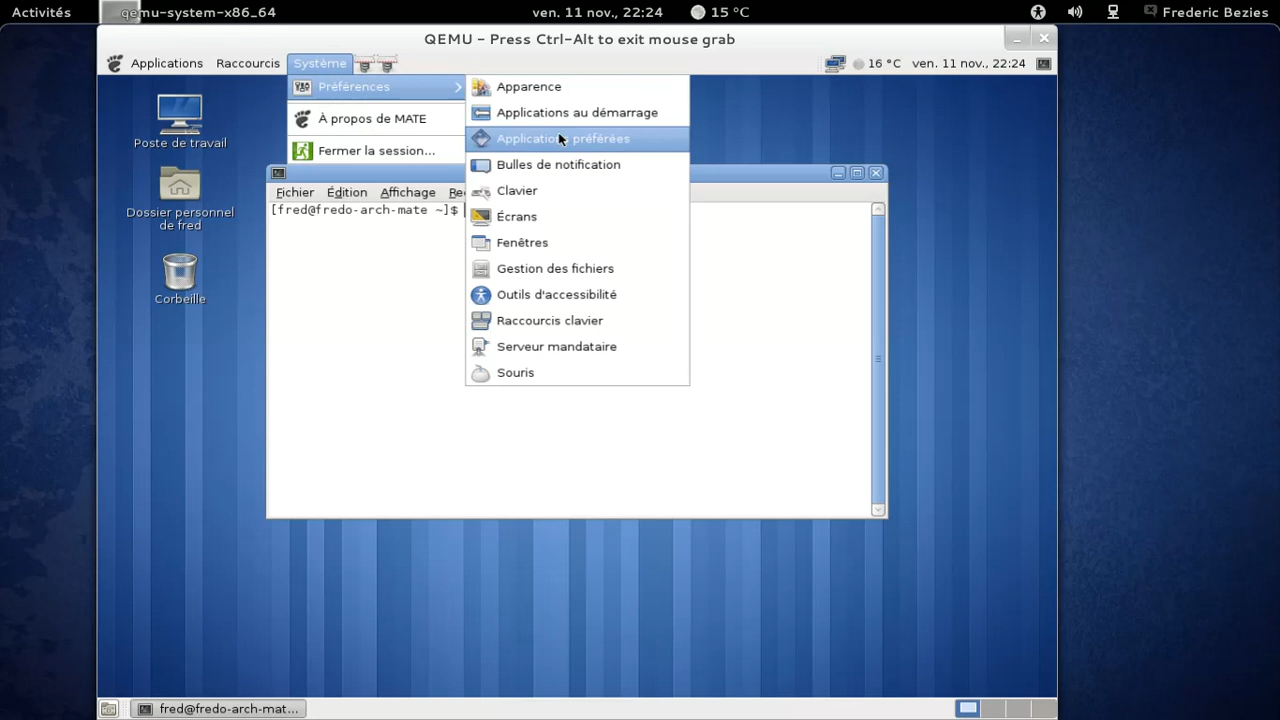 Activités
qemu-system-x86_64
ven. 11 nov., 22:24
15 °C
Frederic Bezies
QEMU - Press Ctrl-Alt to exit mouse grab
Applications
Raccourcis
Système
16 °C
ven. 11 nov., 22:24
Préférences
À propos de MATE
Fermer la session...
Apparence
Applications au démarrage
Applications préférées
Bulles de notification
Clavier
Écrans
Fenêtres
Gestion des fichiers
Outils d'accessibilité
Raccourcis clavier
Serveur mandataire
Souris
Poste de travail
Dossier personnel
de fred
Corbeille
Fichier
Édition
Affichage
Re
[fred@fredo-arch-mate ~]$
fred@fredo-arch-mat...